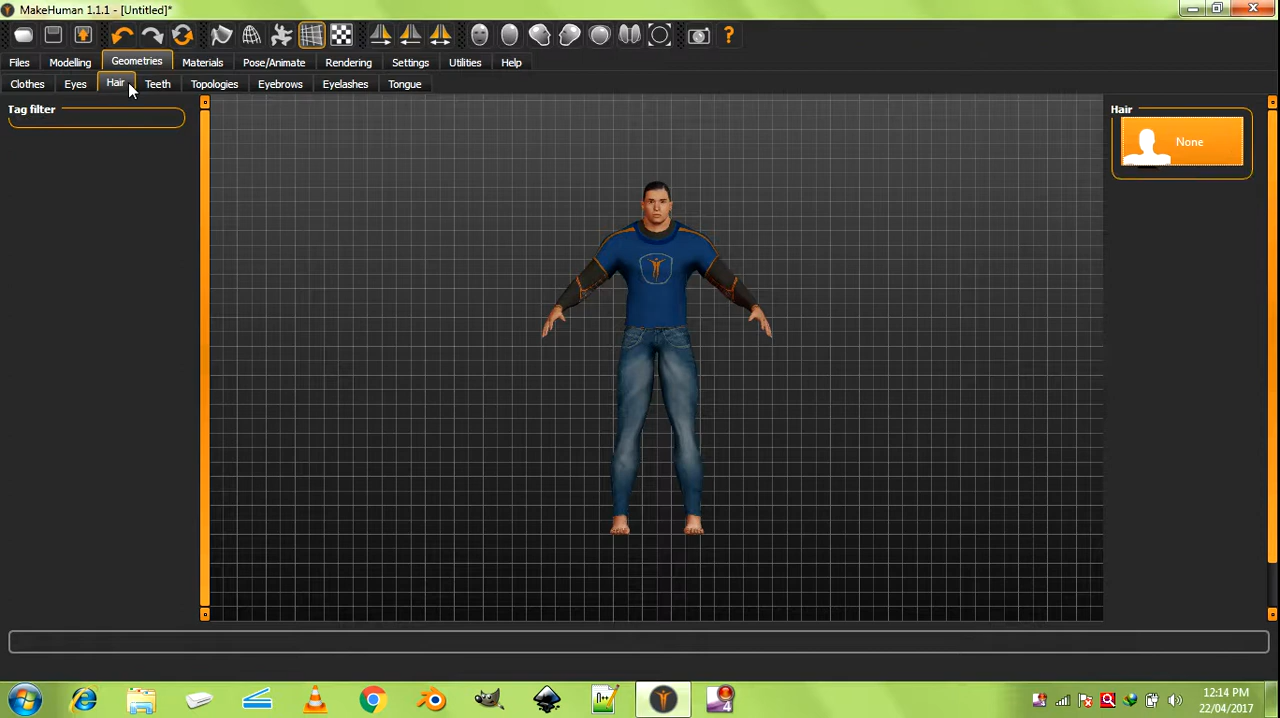 MakeHuman 1.1.1 - [Untitled]*
Files Modelling Geometries Materials Pose/Animate Rendering Settings Utilities Help
Clothes Eyes Hair Teeth Topologies Eyebrows Eyelashes Tongue
Tag filter
Hair
None
12:14 PM
22/04/2017